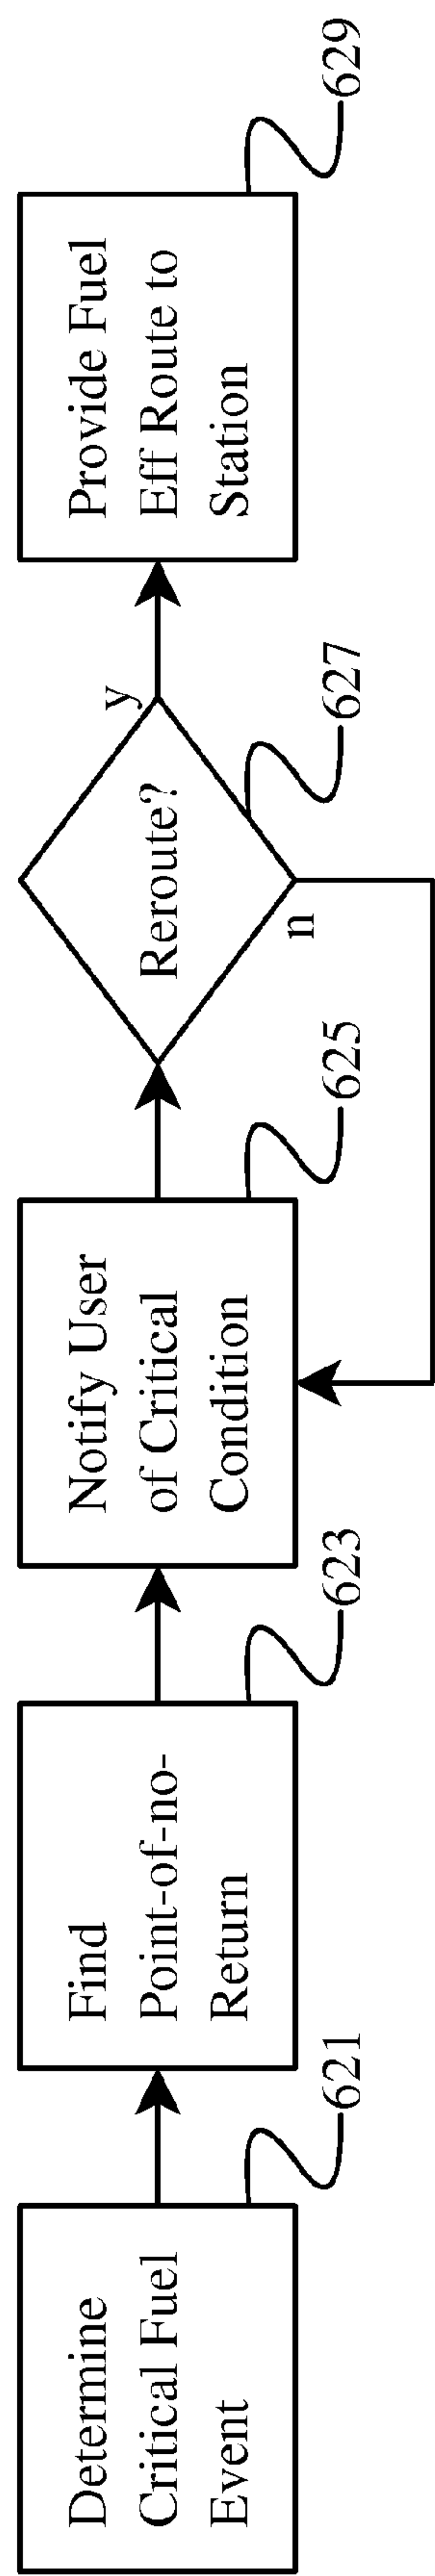 Determine
Critical Fuel
Event
621
Find
Point-of-no-
Return
623
Notify User
of Critical
Condition
625
Reroute?
y
n
627
Provide Fuel
Eff Route to
Station
629